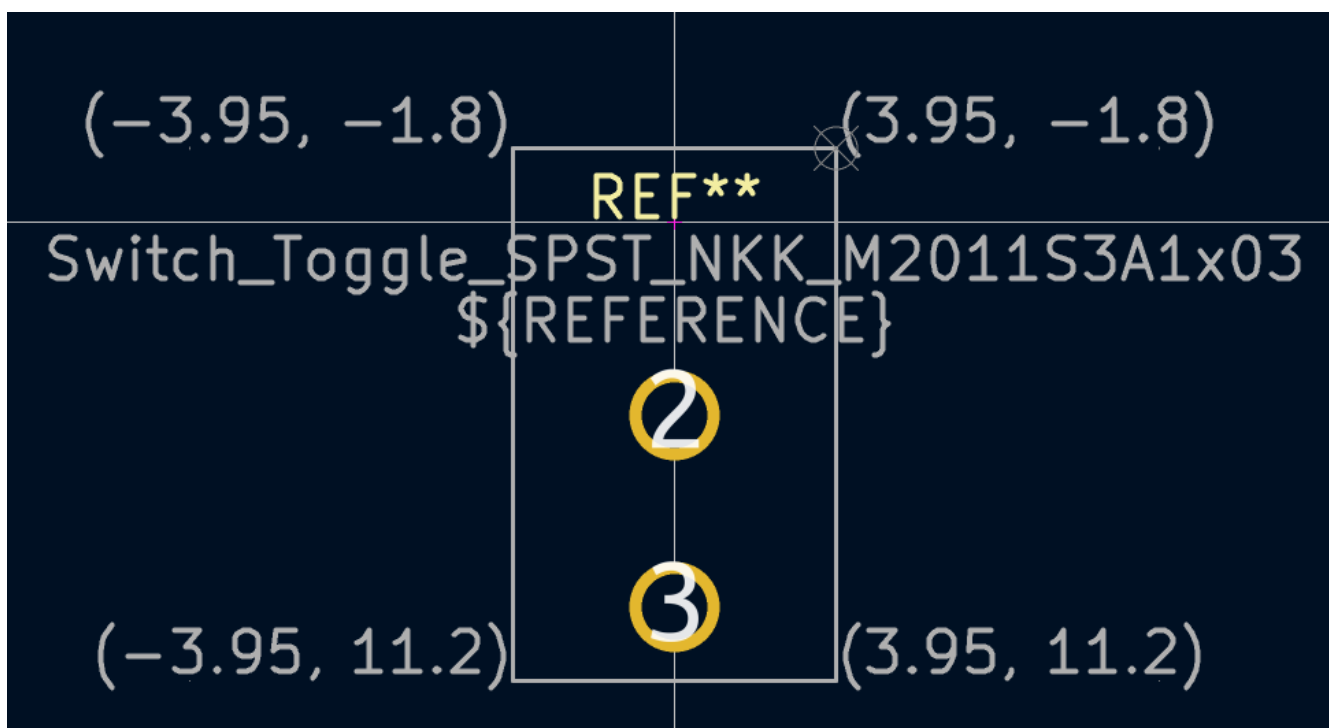 (-3.95, -1.8) (3.95, -1.8)
REF**
Switch_Toggle_SPST_NKK_M2011S3A1x03
${REFERENCE}
2
3
(-3.95, 11.2) (3.95, 11.2)